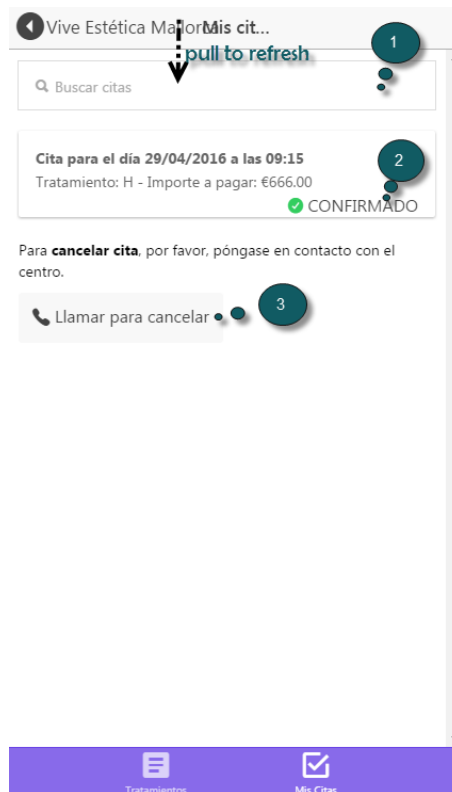 Vive Estética Mallorca Mis cit...
pull to refresh
1
Buscar citas
Cita para el día 29/04/2016 a las 09:15
2
Tratamiento: H - Importe a pagar: €666.00
CONFIRMADO
Para cancelar cita, por favor, póngase en contacto con el
centro.
Llamar para cancelar
3
Tratamientos
Mis Citas